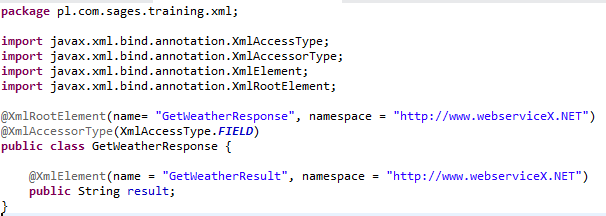 package pl.com.sages.training.xml;
import javax.xml.bind.annotation.XmlAccessType;
import javax.xml.bind.annotation.XmlAccessorType;
import javax.xml.bind.annotation.XmlElement;
import javax.xml.bind.annotation.XmlRootElement;
@XmlRootElement(name= "GetWeatherResponse", namespace = "http://www.webserviceX.NET")
@XmlAccessorType(XmlAccessType.FIELD)
public class GetWeatherResponse {
@XmlElement(name = "GetWeatherResult", namespace = "http://www.webserviceX.NET")
public String result;
}